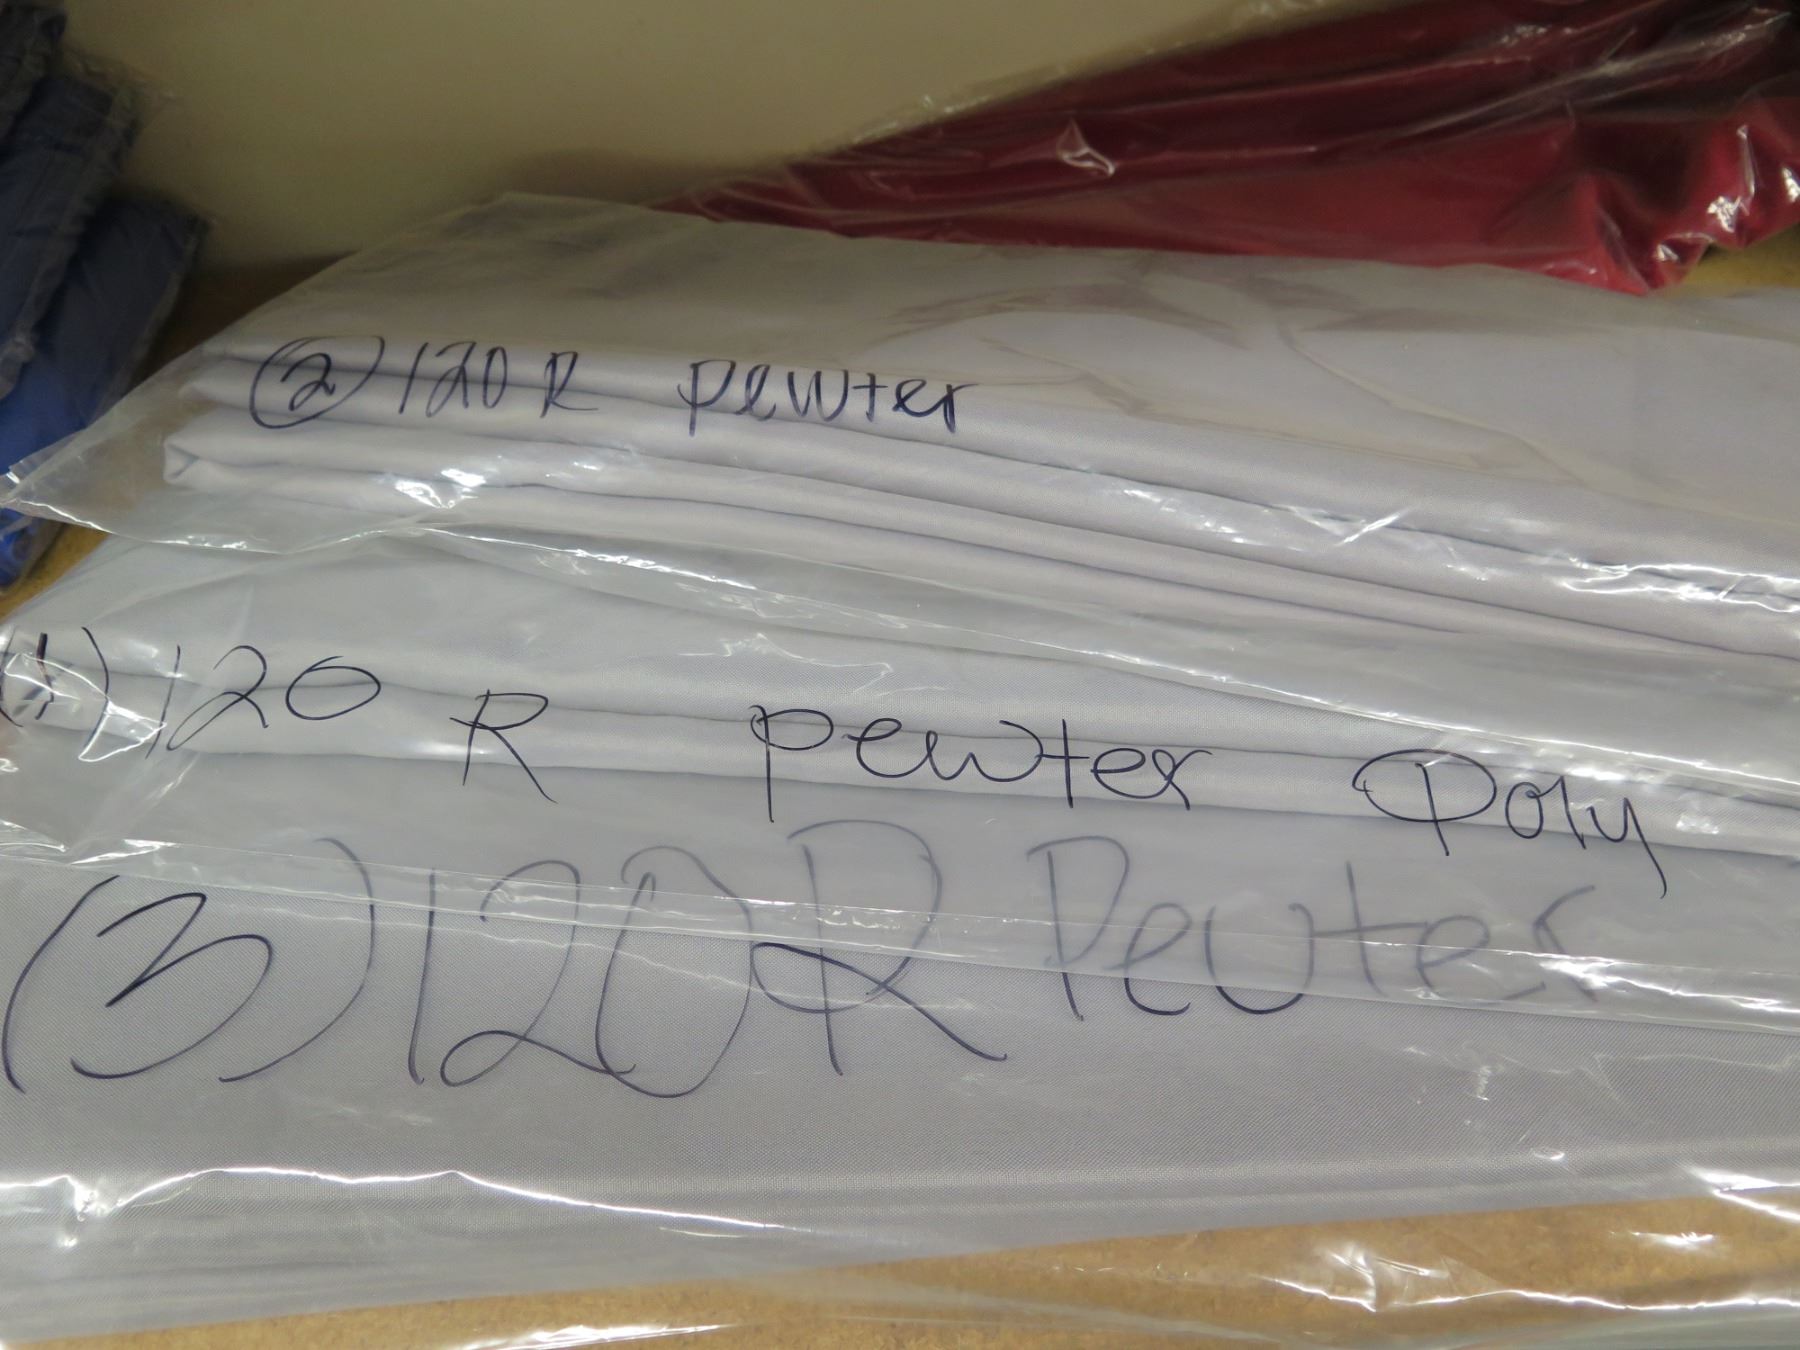 (2) 120 R pewter
(1) 120 R pewter Poly
(3) 120 R Pewter